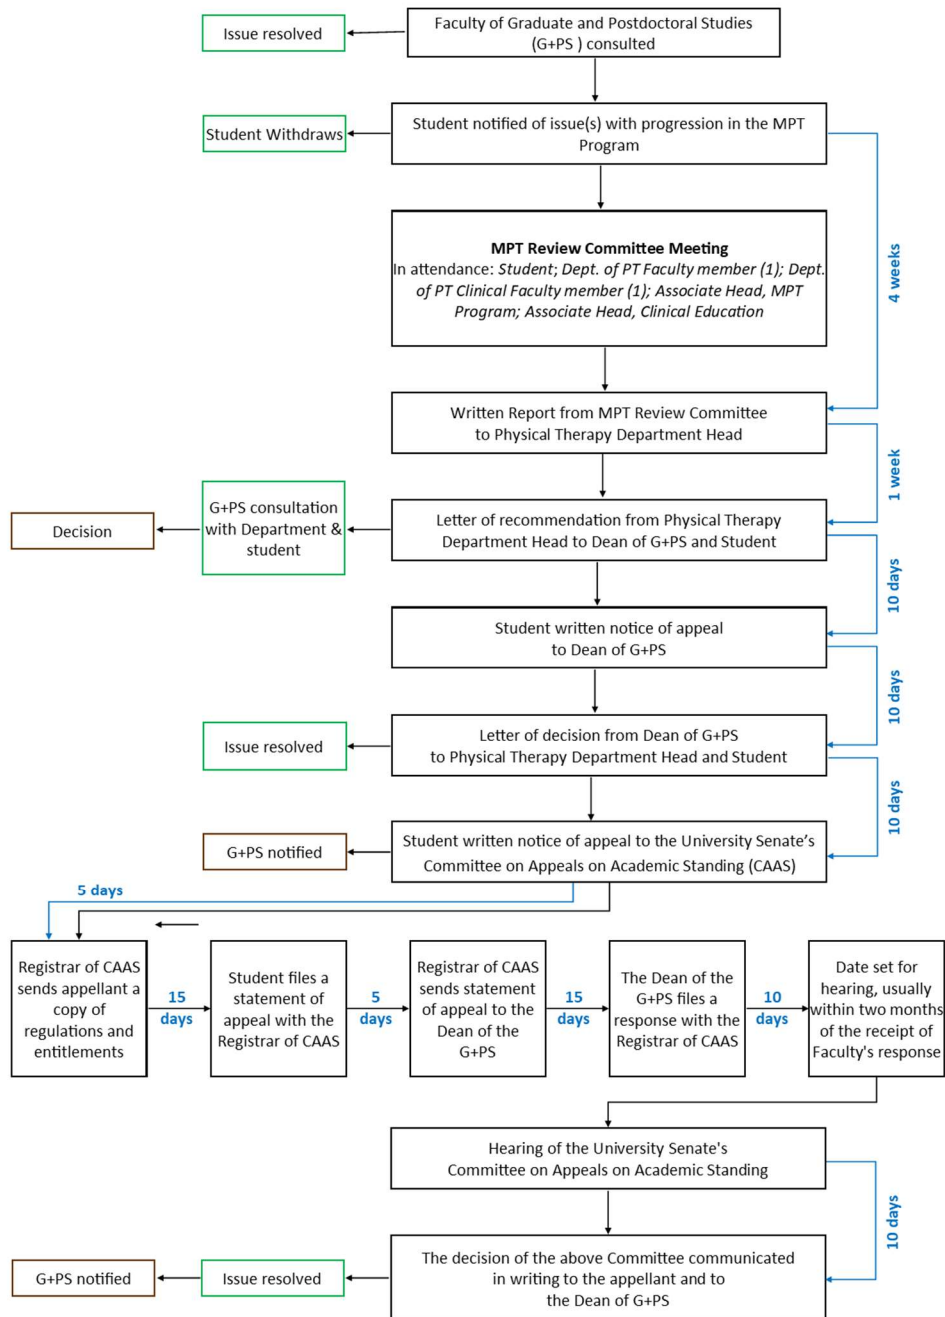 Faculty of Graduate and Postdoctoral Studies
(G+PS ) consulted
Issue resolved
Student notified of issue(s) with progression in the MPT
Program
Student Withdraws
4 weeks
MPT Review Committee Meeting
In attendance: Student; Dept. of PT Faculty member (1); Dept.
of PT Clinical Faculty member (1); Associate Head, MPT
Program; Associate Head, Clinical Education
Written Report from MPT Review Committee
to Physical Therapy Department Head
1 week
Letter of recommendation from Physical Therapy
Department Head to Dean of G+PS and Student
G+PS consultation
with Department &
student
Decision
10 days
Student written notice of appeal
to Dean of G+PS
10 days
Letter of decision from Dean of G+PS
to Physical Therapy Department Head and Student
Issue resolved
10 days
Student written notice of appeal to the University Senate’s
Committee on Appeals on Academic Standing (CAAS)
G+PS notified
5 days
Registrar of CAAS
sends appellant a
copy of
regulations and
entitlements
15
days
Student files a
statement of
appeal with the
Registrar of CAAS
5
days
Registrar of CAAS
sends statement
of appeal to the
Dean of the
G+PS
15
days
The Dean of the
G+PS files a
response with the
Registrar of CAAS
10
days
Date set for
hearing, usually
within two months
of the receipt of
Faculty's response
Hearing of the University Senate's
Committee on Appeals on Academic Standing
10 days
The decision of the above Committee communicated
in writing to the appellant and to
the Dean of G+PS
Issue resolved
G+PS notified